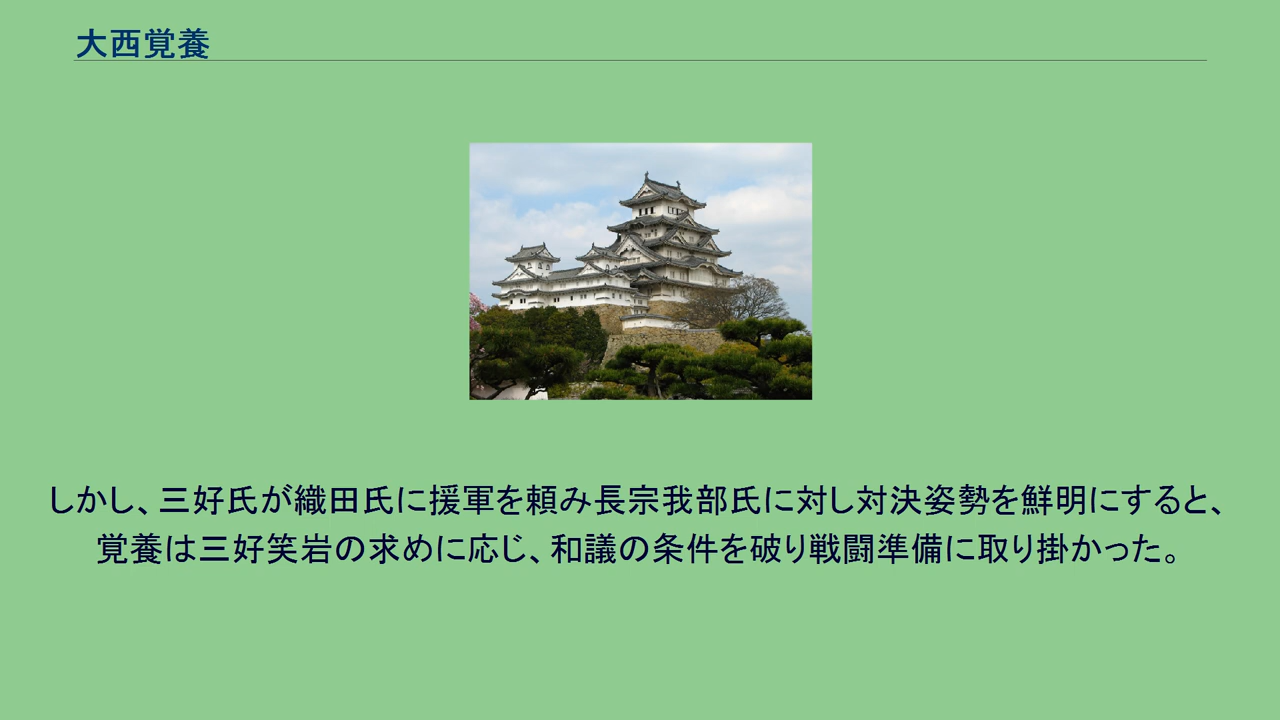 大西覚養
しかし、三好氏が織田氏に援軍を頼み長宗我部氏に対し対決姿勢を鮮明にすると、
覚養は三好笑岩の求めに応じ、和議の条件を破り戦闘準備に取り掛かった。